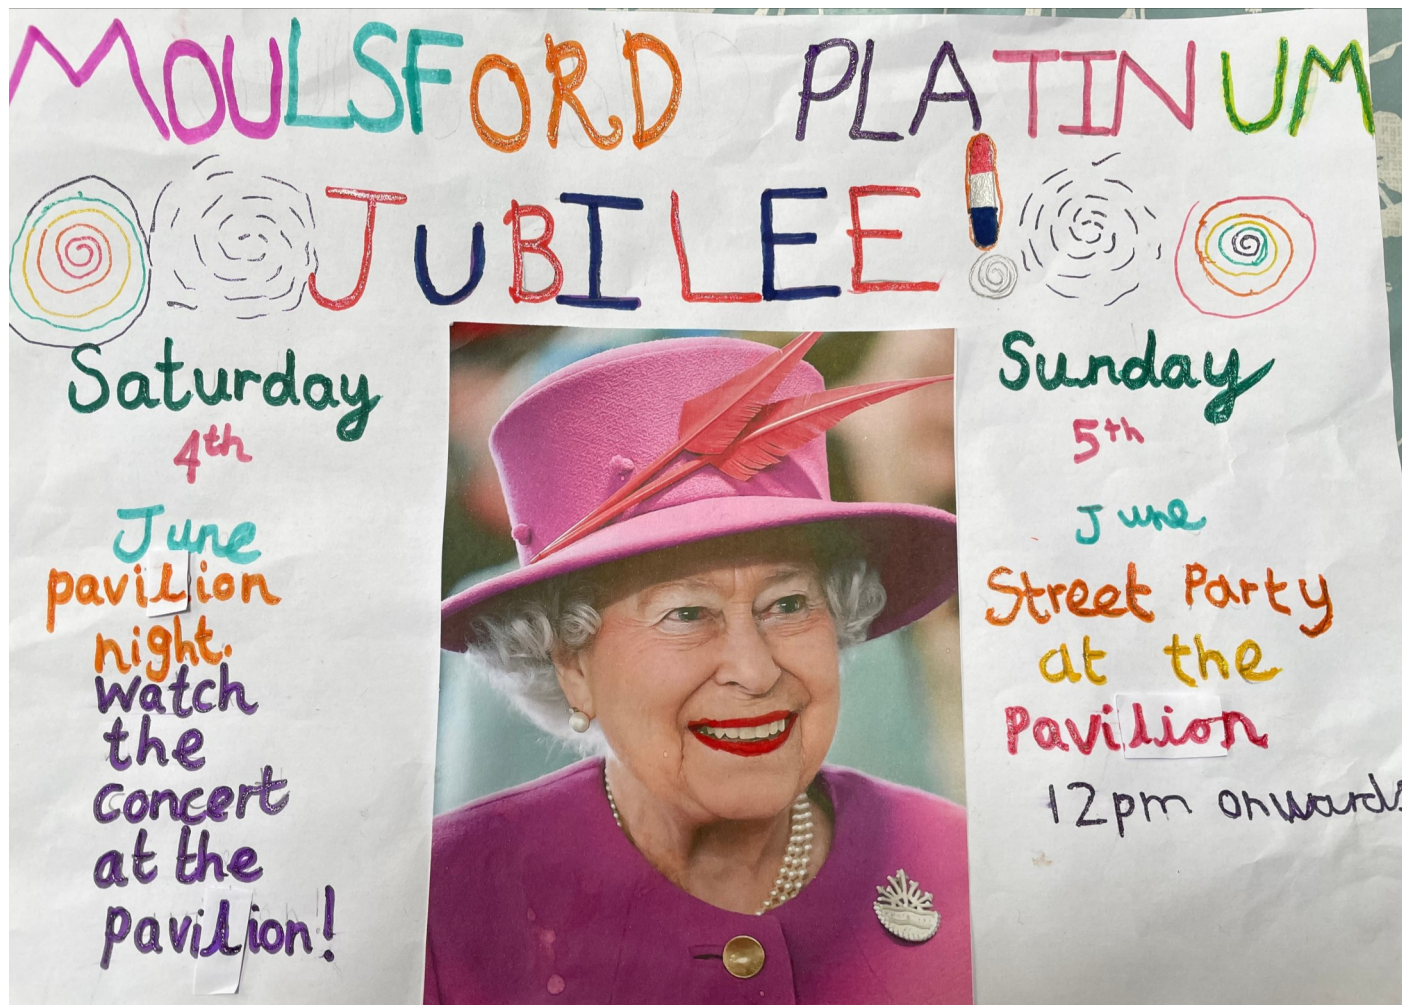 MOULSFORD PLATINUM
JUBILEE!
Saturday
4th
June
pavilion
night.
Watch
the
concert
at the
pavilion!
Sunday
5th
June
Street Party
at the
Pavilion
12pm onwards